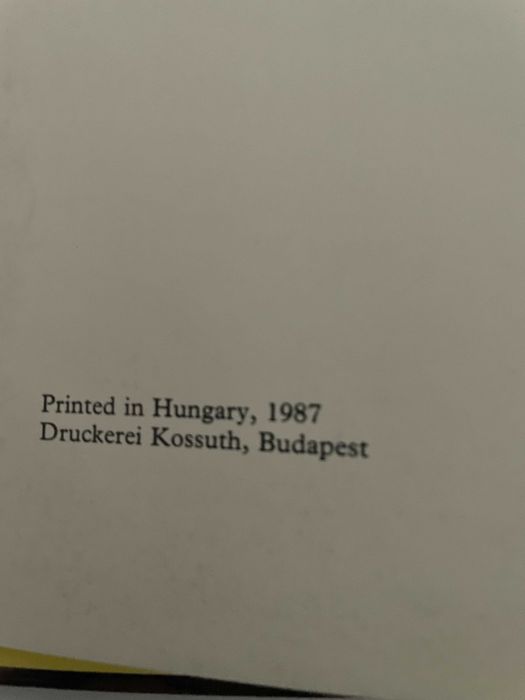 Printed in Hungary, 1987
Druckerei Kossuth, Budapest